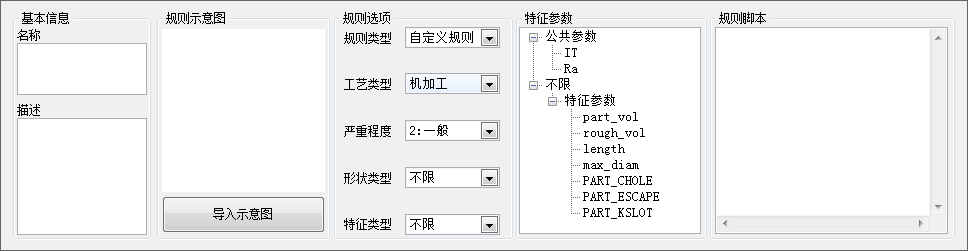 基本信息
名称
描述
规则示意图
导入示意图
规则选项
规则类型 自定义规则
工艺类型 机加工
严重程度 2:一般
形状类型 不限
特征类型 不限
特征参数
公共参数
IT
Ra
不限
特征参数
part_vol
rough_vol
length
max_diam
PART_CHOLE
PART_ESCAPE
PART_KSLOT
规则脚本